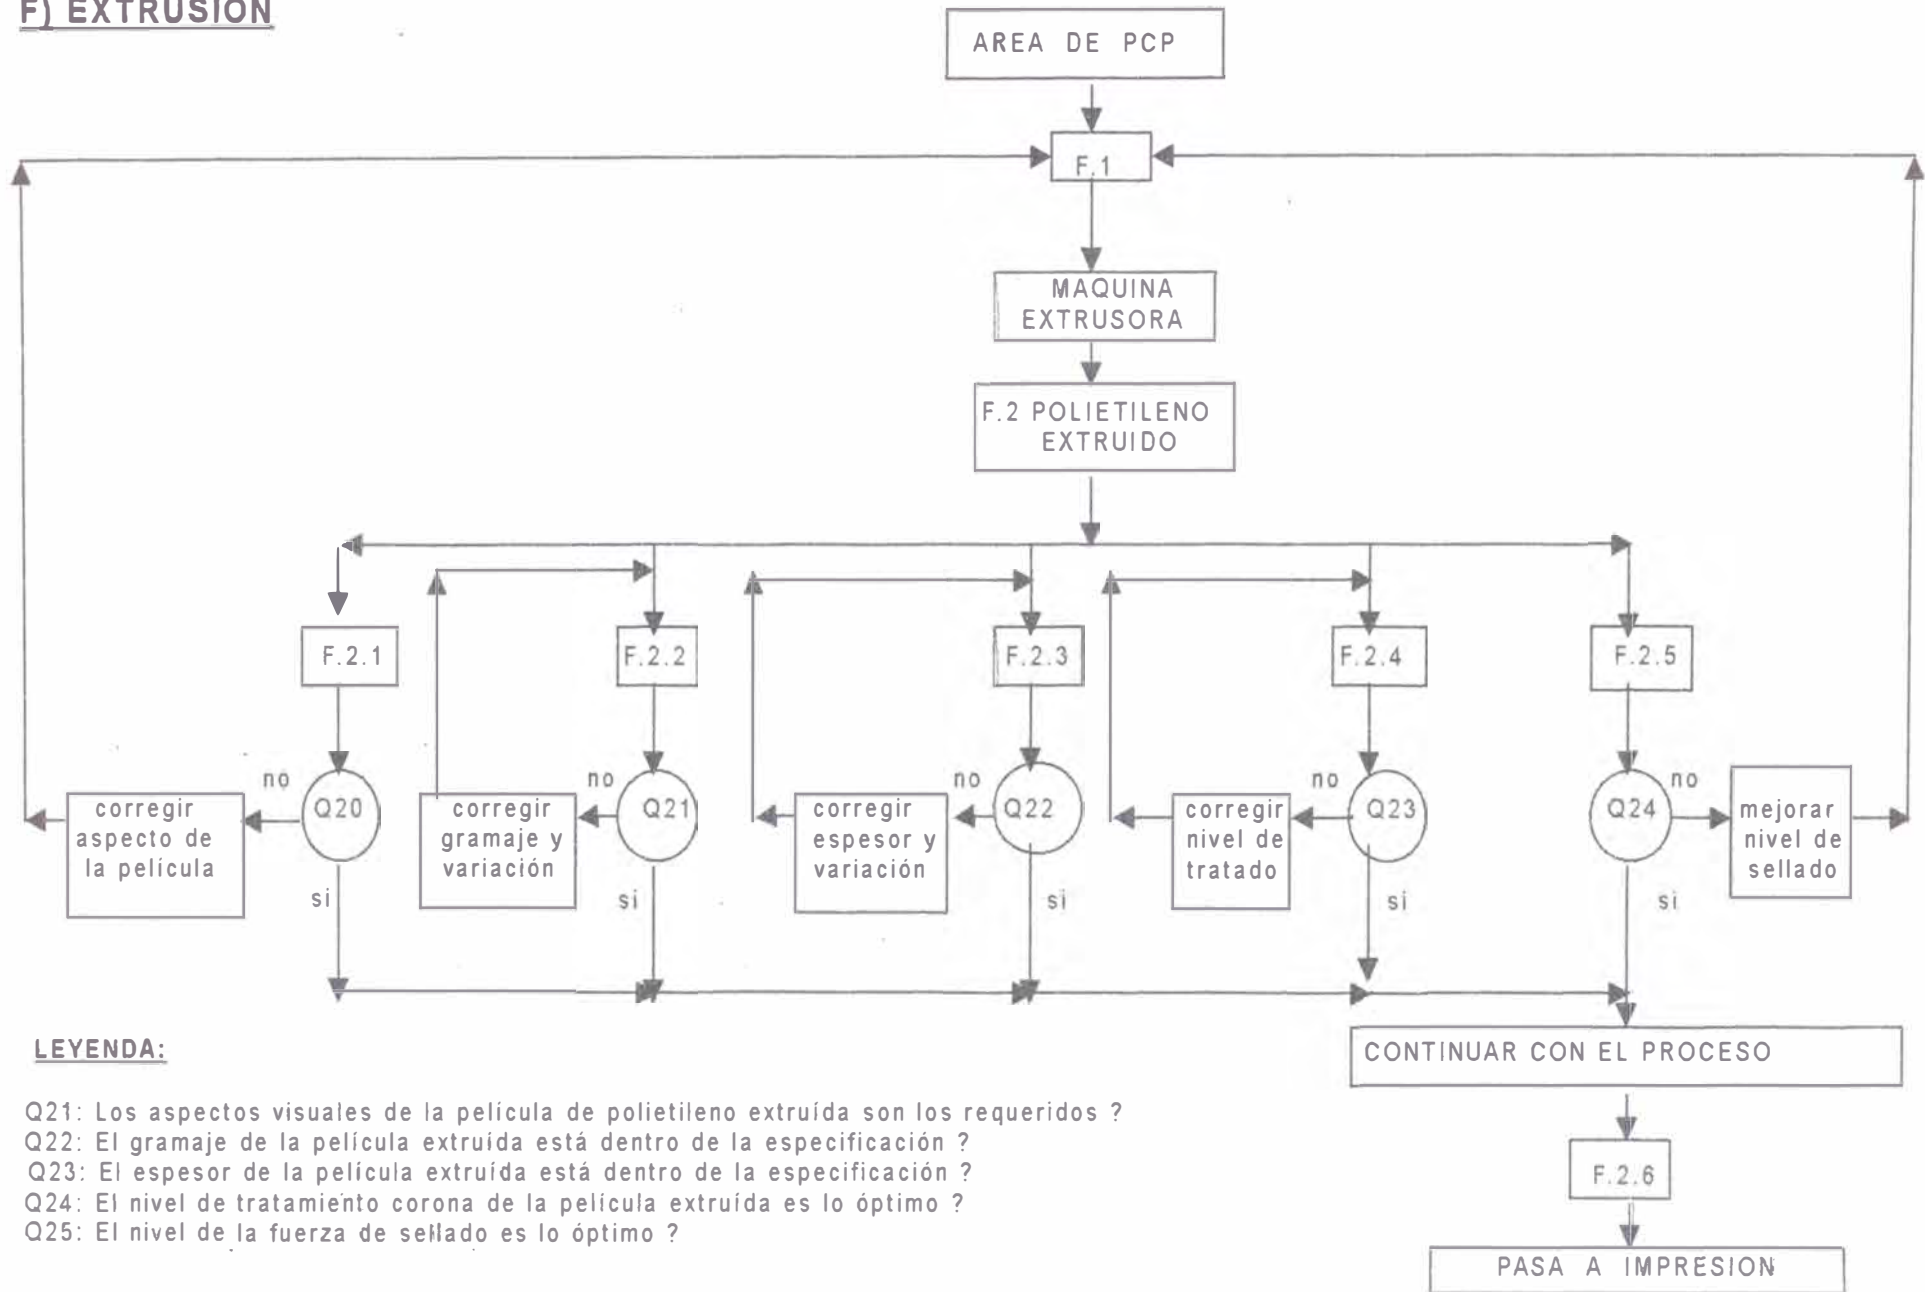 F) EXTRUSION
AREA DE PCP
F.1
MAQUINA
EXTRUSORA
F.2 POLIETILENO
EXTRUIDO
F.2.1
F.2.2
F.2.3
F.2.4
F.2.5
no
Q20
si
corregir
aspecto de
la película
no
Q21
si
corregir
gramaje y
variación
no
Q22
si
corregir
espesor y
variación
no
Q23
si
corregir
nivel de
tratado
Q24
no
si
mejorar
nivel de
sellado
CONTINUAR CON EL PROCESO
F.2.6
PASA A IMPRESION
LEYENDA:
Q21: Los aspectos visuales de la película de polietileno extruída son los requeridos ?
Q22: El gramaje de la película extruída está dentro de la especificación ?
Q23: El espesor de la película extruída está dentro de la especificación ?
Q24: El nivel de tratamiento corona de la película extruída es lo óptimo ?
Q25: El nivel de la fuerza de sellado es lo óptimo ?